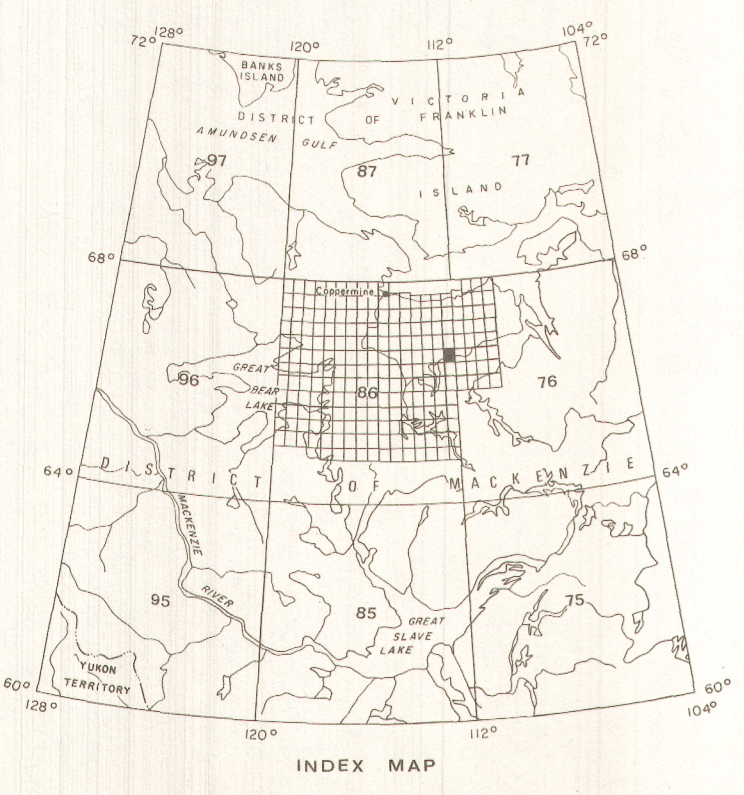 128°
72°
120°
112°
104°
72°
BANKS
ISLAND
VICTORIA
DISTRICT OF FRANKLIN
AMUNDSEN GULF
97
87
77
ISLAND
68°
68°
Coppermine
GREAT
96
BEAR
86
76
LAKE
DISTRICT OF MACKENZIE
64°
64°
MACKENZIE
RIVER
95
85
75
GREAT
SLAVE
LAKE
YUKON
TERRITORY
60°
128°
60°
104°
120°
112°
INDEX MAP